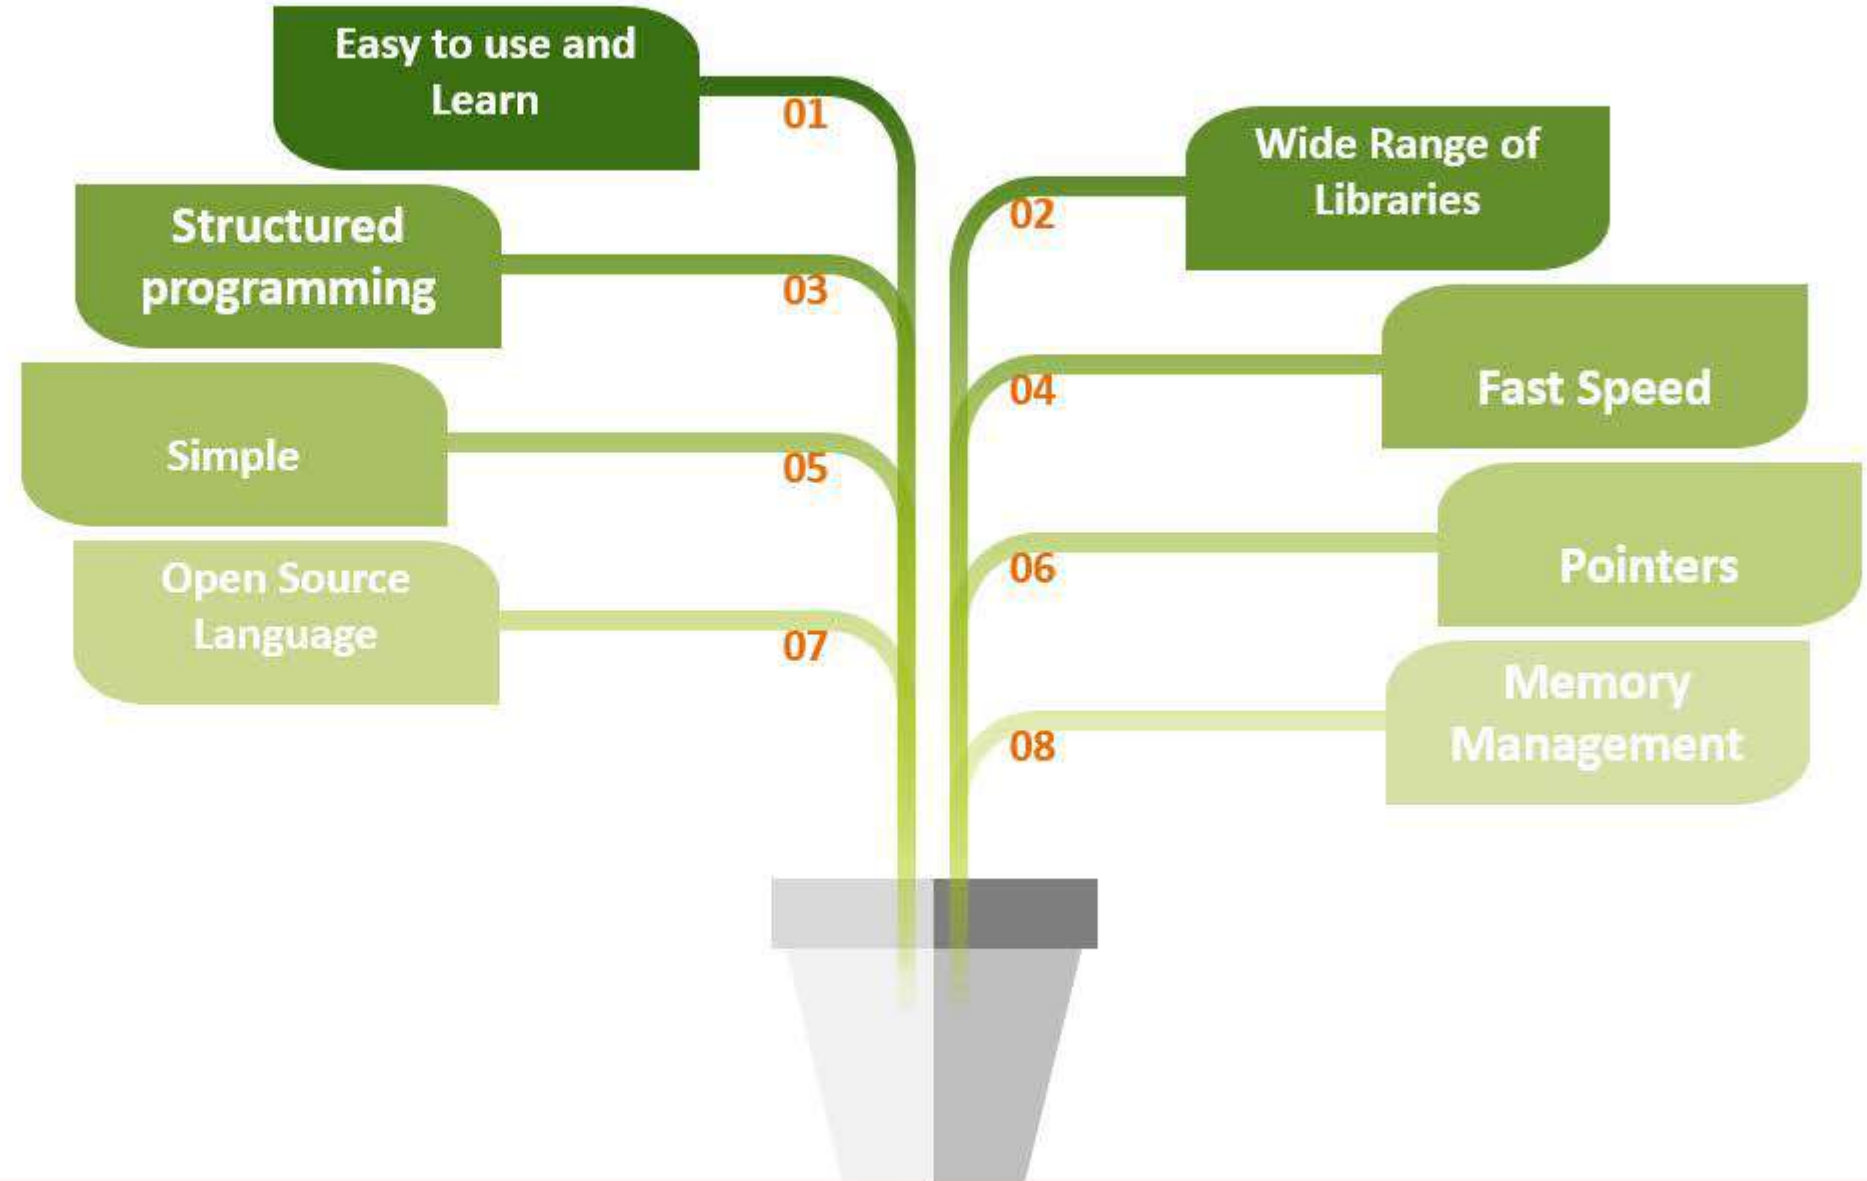 Easy to use and
Learn
01
Wide Range of
Libraries
02
Structured
programming
03
Fast Speed
04
Simple
05
Pointers
06
Open Source
Language
07
Memory
Management
08